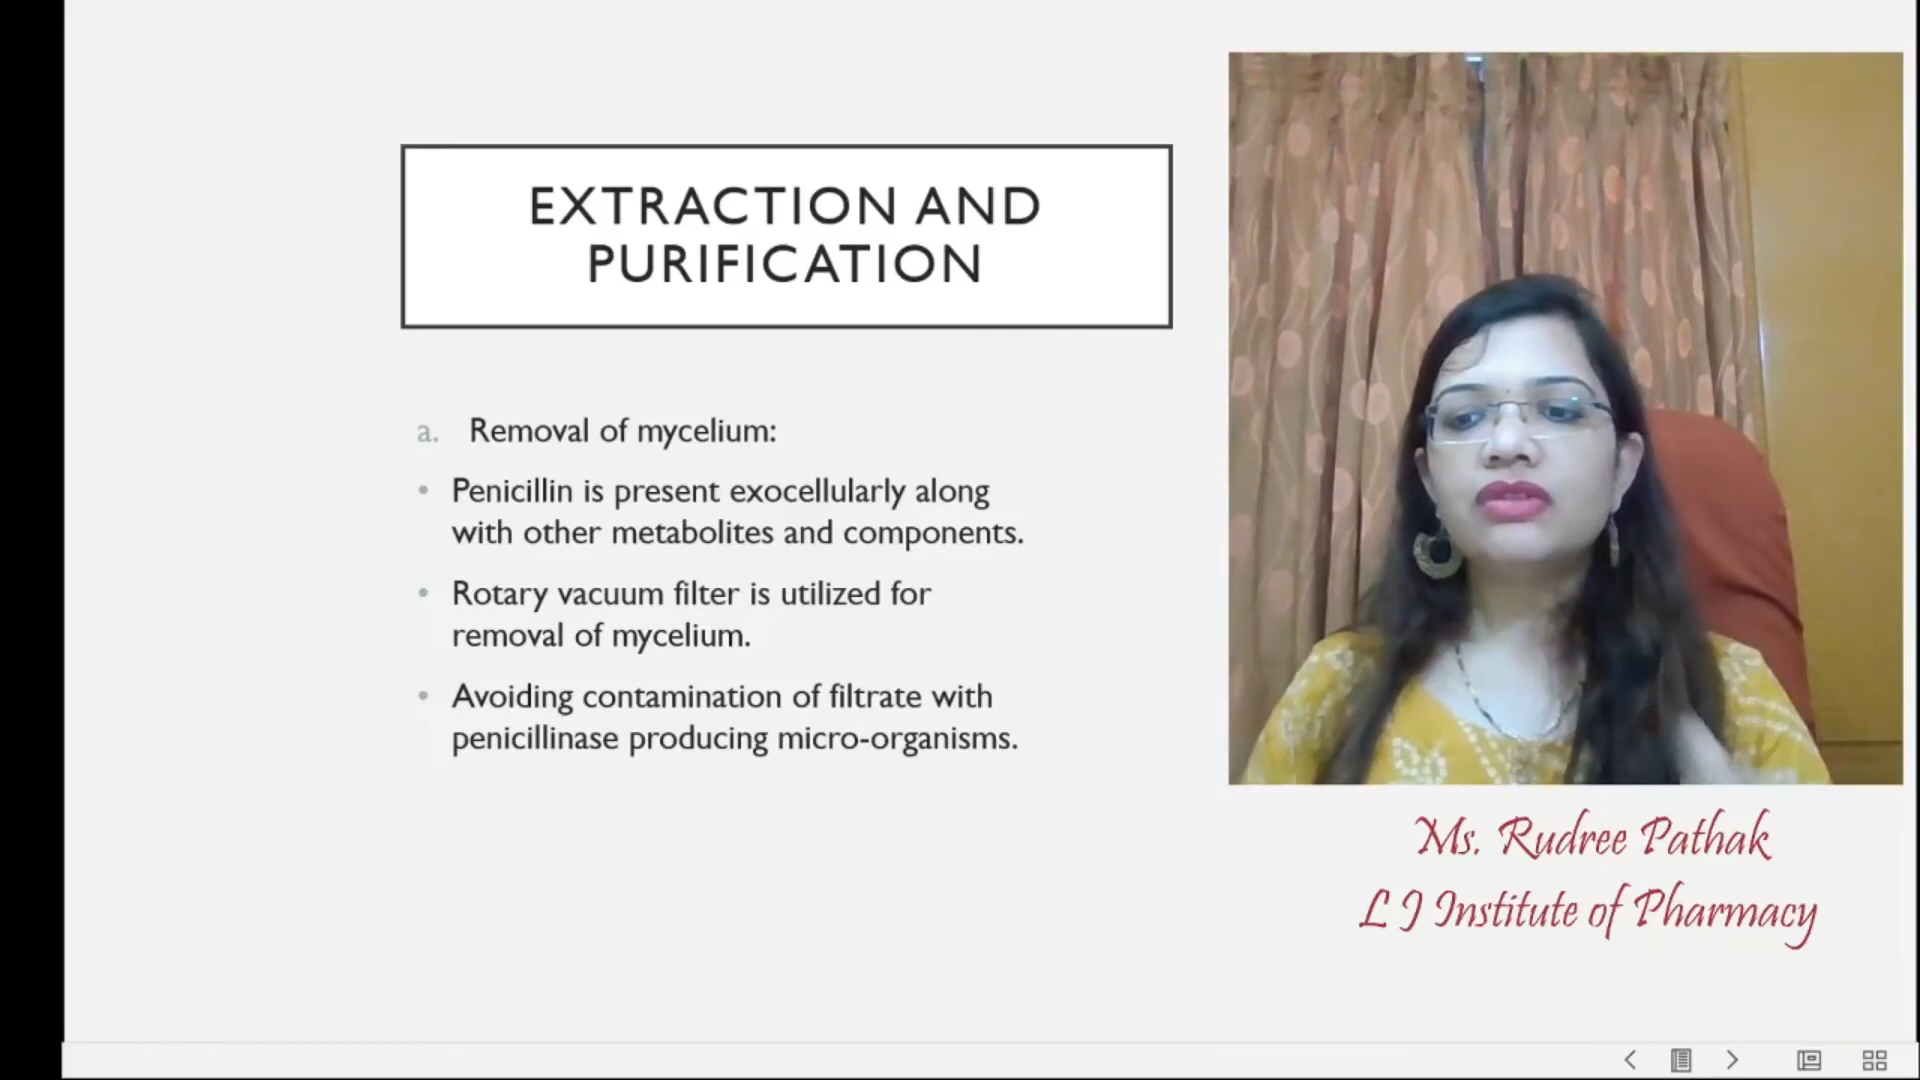 EXTRACTION AND
PURIFICATION
a. Removal of mycelium:
• Penicillin is present exocellularly along
with other metabolites and components.
• Rotary vacuum filter is utilized for
removal of mycelium.
• Avoiding contamination of filtrate with
penicillinase producing micro-organisms.
Ms. Rudree Pathak
L J Institute of Pharmacy